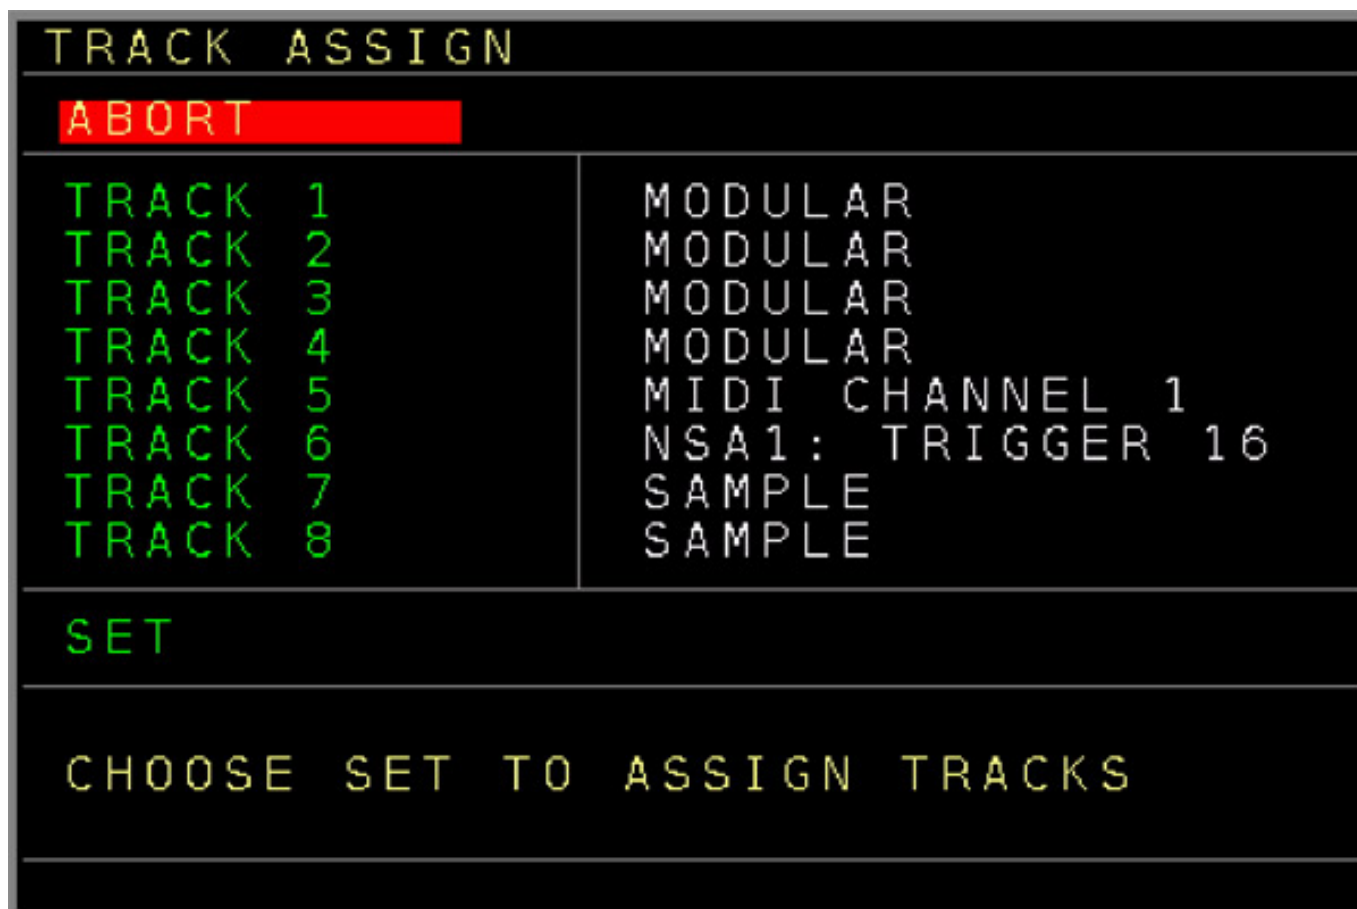 TRACK ASSIGN
ABORT
TRACK 1 MODULAR
TRACK 2 MODULAR
TRACK 3 MODULAR
TRACK 4 MODULAR
TRACK 5 MIDI CHANNEL 1
TRACK 6 NSA1: TRIGGER 16
TRACK 7 SAMPLE
TRACK 8 SAMPLE
SET
CHOOSE SET TO ASSIGN TRACKS